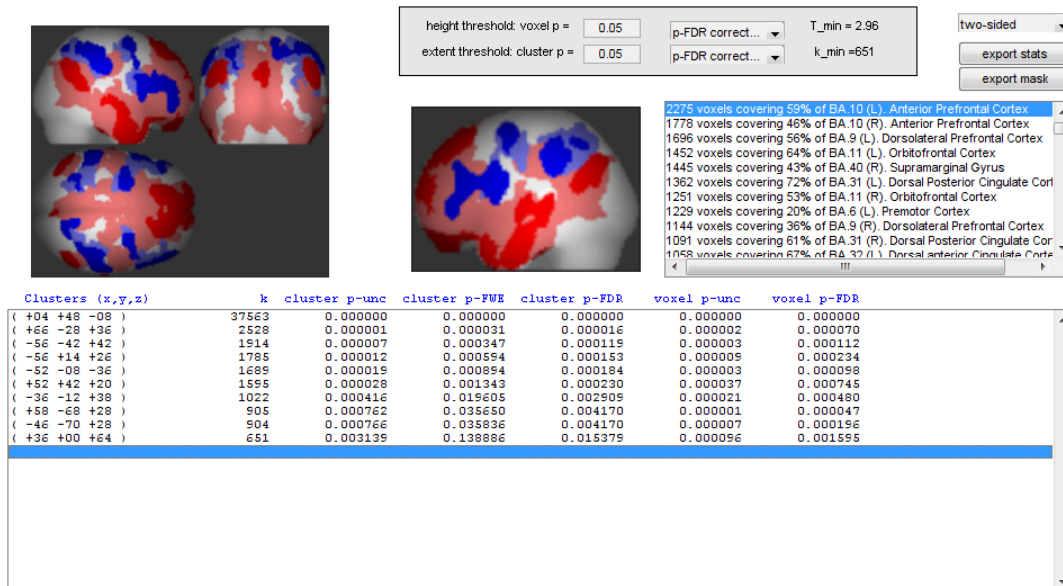 height threshold: voxel p = 0.05 p-FDR correct... T_min = 2.96
extent threshold: cluster p = 0.05 p-FDR correct... k_min =651
two-sided
export stats
export mask
2275 voxels covering 59% of BA.10 (L). Anterior Prefrontal Cortex
1778 voxels covering 46% of BA.10 (R). Anterior Prefrontal Cortex
1696 voxels covering 56% of BA.9 (L). Dorsolateral Prefrontal Cortex
1452 voxels covering 64% of BA.11 (L). Orbitofrontal Cortex
1445 voxels covering 43% of BA.40 (R). Supramarginal Gyrus
1362 voxels covering 72% of BA.31 (L). Dorsal Posterior Cingulate Cort
1251 voxels covering 53% of BA.11 (R). Orbitofrontal Cortex
1229 voxels covering 20% of BA.6 (L). Premotor Cortex
1144 voxels covering 36% of BA.9 (R). Dorsolateral Prefrontal Cortex
1091 voxels covering 61% of BA.31 (R). Dorsal Posterior Cingulate Cor
1058 voxels covering 67% of BA.32 (L). Dorsal anterior Cingulate Corte
Clusters (x,y,z) k cluster p-unc cluster p-FWE cluster p-FDR voxel p-unc voxel p-FDR
( +04 +48 -08 ) 37563 0.000000 0.000000 0.000000 0.000000 0.000000
( +66 -28 +36 ) 2528 0.000001 0.000031 0.000016 0.000002 0.000070
( -56 -42 +42 ) 1914 0.000007 0.000347 0.000119 0.000003 0.000112
( -56 +14 +26 ) 1785 0.000012 0.000594 0.000153 0.000009 0.000234
( -52 -08 -36 ) 1689 0.000019 0.000894 0.000184 0.000003 0.000098
( +52 +42 +20 ) 1595 0.000028 0.001343 0.000230 0.000037 0.000745
( -36 -12 +38 ) 1022 0.000416 0.019605 0.002909 0.000021 0.000480
( +58 -68 +28 ) 905 0.000762 0.035650 0.004170 0.000001 0.000047
( -46 -70 +28 ) 904 0.000766 0.035836 0.004170 0.000007 0.000196
( +36 +00 +64 ) 651 0.003139 0.138886 0.015379 0.000096 0.001595